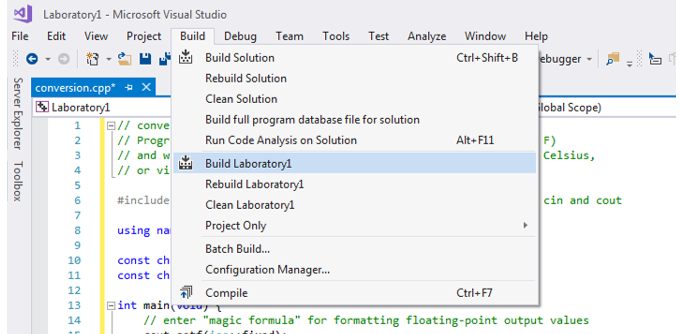 Laboratory1 - Microsoft Visual Studio
File Edit View Project Build Debug Team Tools Test Analyze Window Help
Build Solution Ctrl+Shift+B
Rebuild Solution
Clean Solution
Build full program database file for solution
Run Code Analysis on Solution Alt+F11
Build Laboratory1
Rebuild Laboratory1
Clean Laboratory1
Project Only
Batch Build...
Configuration Manager...
Compile Ctrl+F7
Server Explorer
Toolbox
conversion.cpp*
Laboratory1 Global Scope)
1 // conve
2 // Progr F)
3 // and w Celsius,
4 // or vi
5
6 #include cin and cout
7
8 using na
9
10 const ch
11 const ch
12
13 int main(void) {
14 // enter "magic formula" for formatting floating-point output values
15